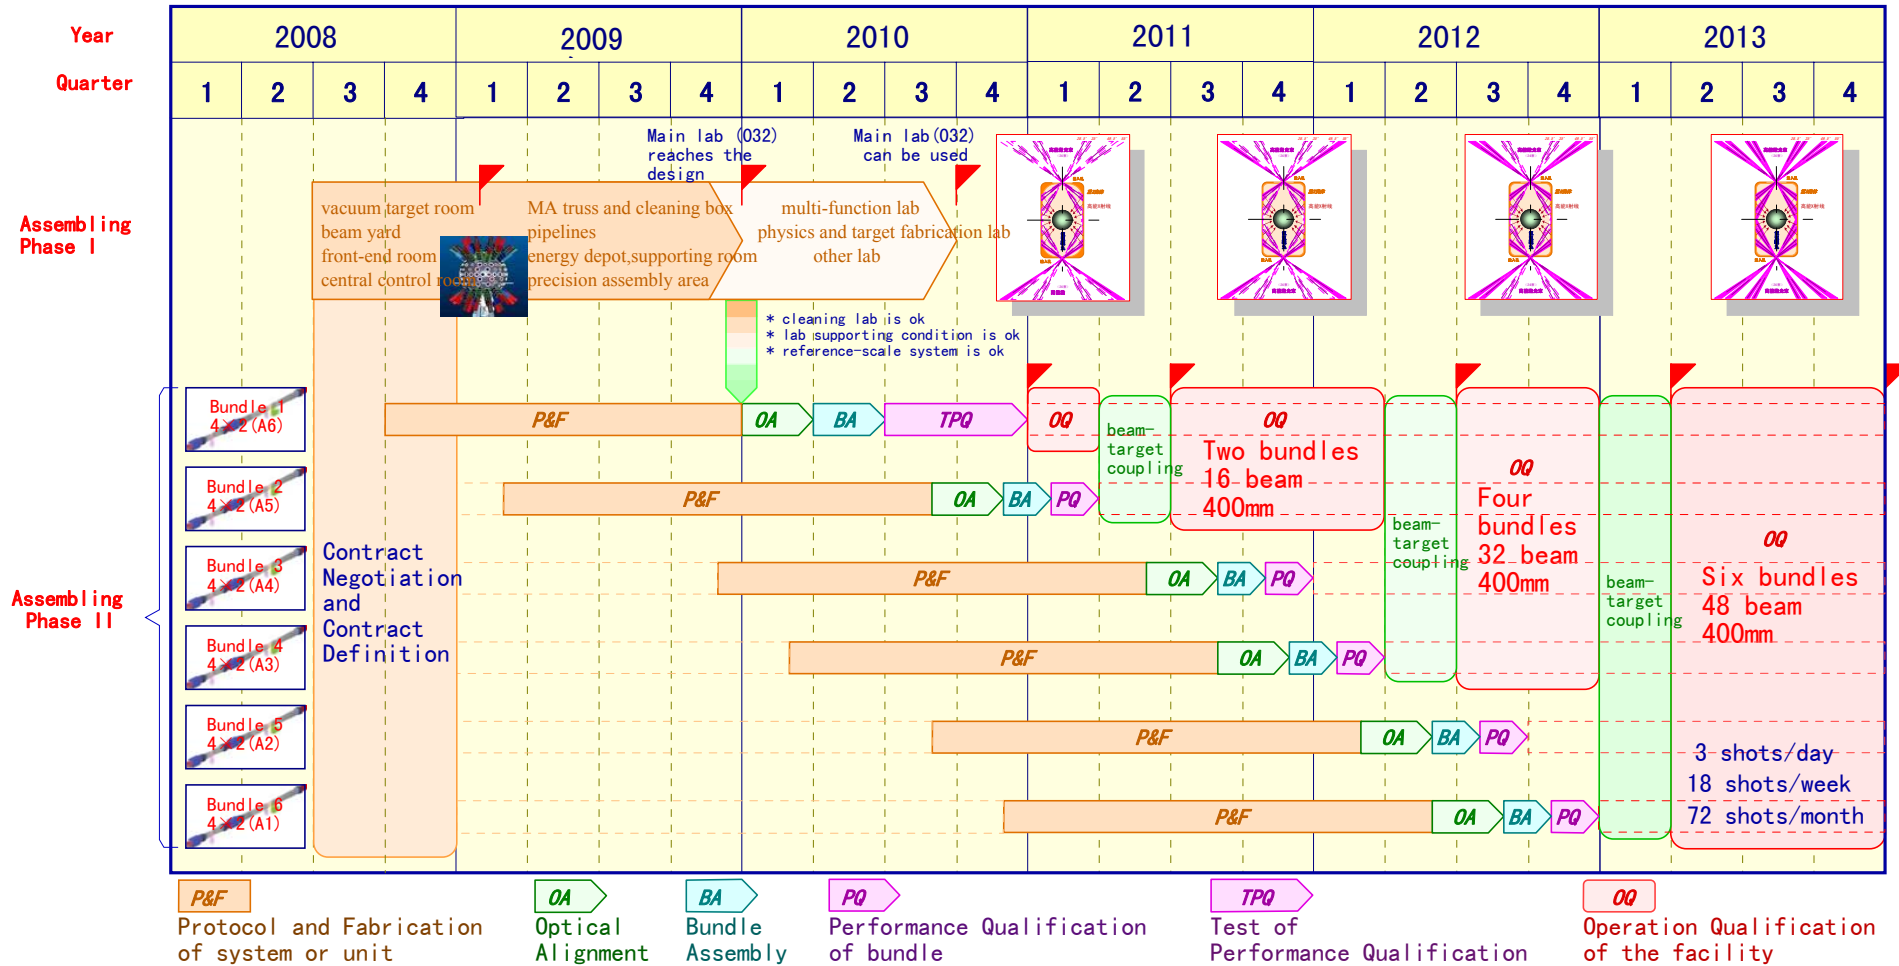 Year
2008 2009 2010 2011 2012 2013
Quarter
1 2 3 4 1 2 3 4 1 2 3 4 1 2 3 4 1 2 3 4 1 2 3 4
Main lab (032)
reaches the
design
Main lab(032)
can be used
Assembling
Phase I
vacuum target room
beam yard
front-end room
central control room
MA truss and cleaning box
pipelines
energy depot,supporting room
precision assembly area
multi-function lab
physics and target fabrication lab
other lab
* cleaning lab is ok
* lab supporting condition is ok
* reference-scale system is ok
Assembling
Phase II
Bundle 1
4×2(A6)
P&F OA BA TPQ OQ
beam-
target
coupling
OQ
Two bundles
16 beam
400mm
Bundle 2
4×2(A5)
P&F OA BA PQ
OQ
Four
bundles
32 beam
400mm
beam-
target
coupling
Bundle 3
4×2(A4)
P&F OA BA PQ
Contract
Negotiation
and
Contract
Definition
OQ
Six bundles
48 beam
400mm
beam-
target
coupling
Bundle 4
4×2(A3)
P&F OA BA PQ
Bundle 5
4×2(A2)
P&F OA BA PQ
3 shots/day
18 shots/week
72 shots/month
Bundle 6
4×2(A1)
P&F OA BA PQ
P&F
Protocol and Fabrication
of system or unit
OA
Optical
Alignment
BA
Bundle
Assembly
PQ
Performance Qualification
of bundle
TPQ
Test of
Performance Qualification
OQ
Operation Qualification
of the facility